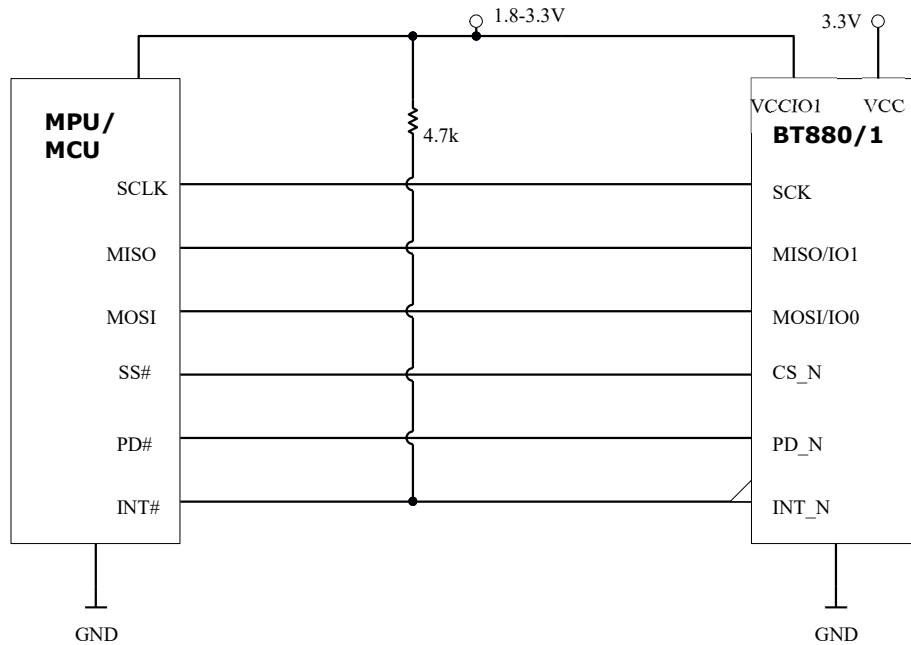 1.8-3.3V
3.3V
VCCIO1 VCC
MPU/
MCU
BT880/1
4.7k
SCLK
SCK
MISO
MISO/IO1
MOSI
MOSI/IO0
SS#
CS_N
PD#
PD_N
INT#
INT_N
GND
GND